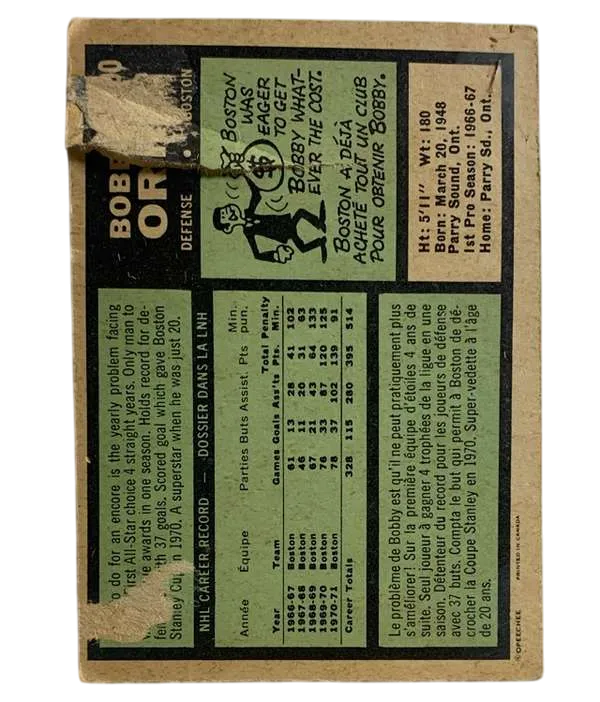 00
BOBB
OR
DEFENSE • BOSTON
BOSTON
WAS
EAGER
TO GET
BOBBY WHAT-
EVER THE COST.
$
BOSTON A DÉJÀ
ACHETÉ TOUT UN CLUB
POUR OBTENIR BOBBY.
Ht: 5'11" Wt: 180
Born: March 20, 1948
Parry Sound, Ont.
1st Pro Season: 1966-67
Home: Parry Sd., Ont.
o do for an encore is the yearly problem facing
irst All-Star choice 4 straight years. Only man to
e awards in one season. Holds record for de-
fen th 37 goals. Scored goal which gave Boston
Stanley Cup n 1970. A superstar when he was just 20.
NHL CAREER RECORD — DOSSIER DANS LA LNH
Année Équipe Parties Buts Assist. Pts Min. pun.
Year Team Games Goals Ass'ts Total Pts. Penalty Min.
1966-67 Boston 61 13 28 41 102
1967-68 Boston 46 11 20 31 63
1968-69 Boston 67 21 43 64 133
1969-70 Boston 76 33 87 120 125
1970-71 Boston 78 37 102 139 91
Career Totals 328 115 280 395 514
Le problème de Bobby est qu'il ne peut pratiquement plus
s'améliorer! Sur la première équipe d'étoiles 4 ans de
suite. Seul joueur à gagner 4 trophées de la ligue en une
saison. Détenteur du record pour les joueurs de défense
avec 37 buts. Compta le but qui permit à Boston de dé-
crocher la Coupe Stanley en 1970. Super-vedette à l'âge
de 20 ans.
©OPEECHEE PRINTED IN CANADA